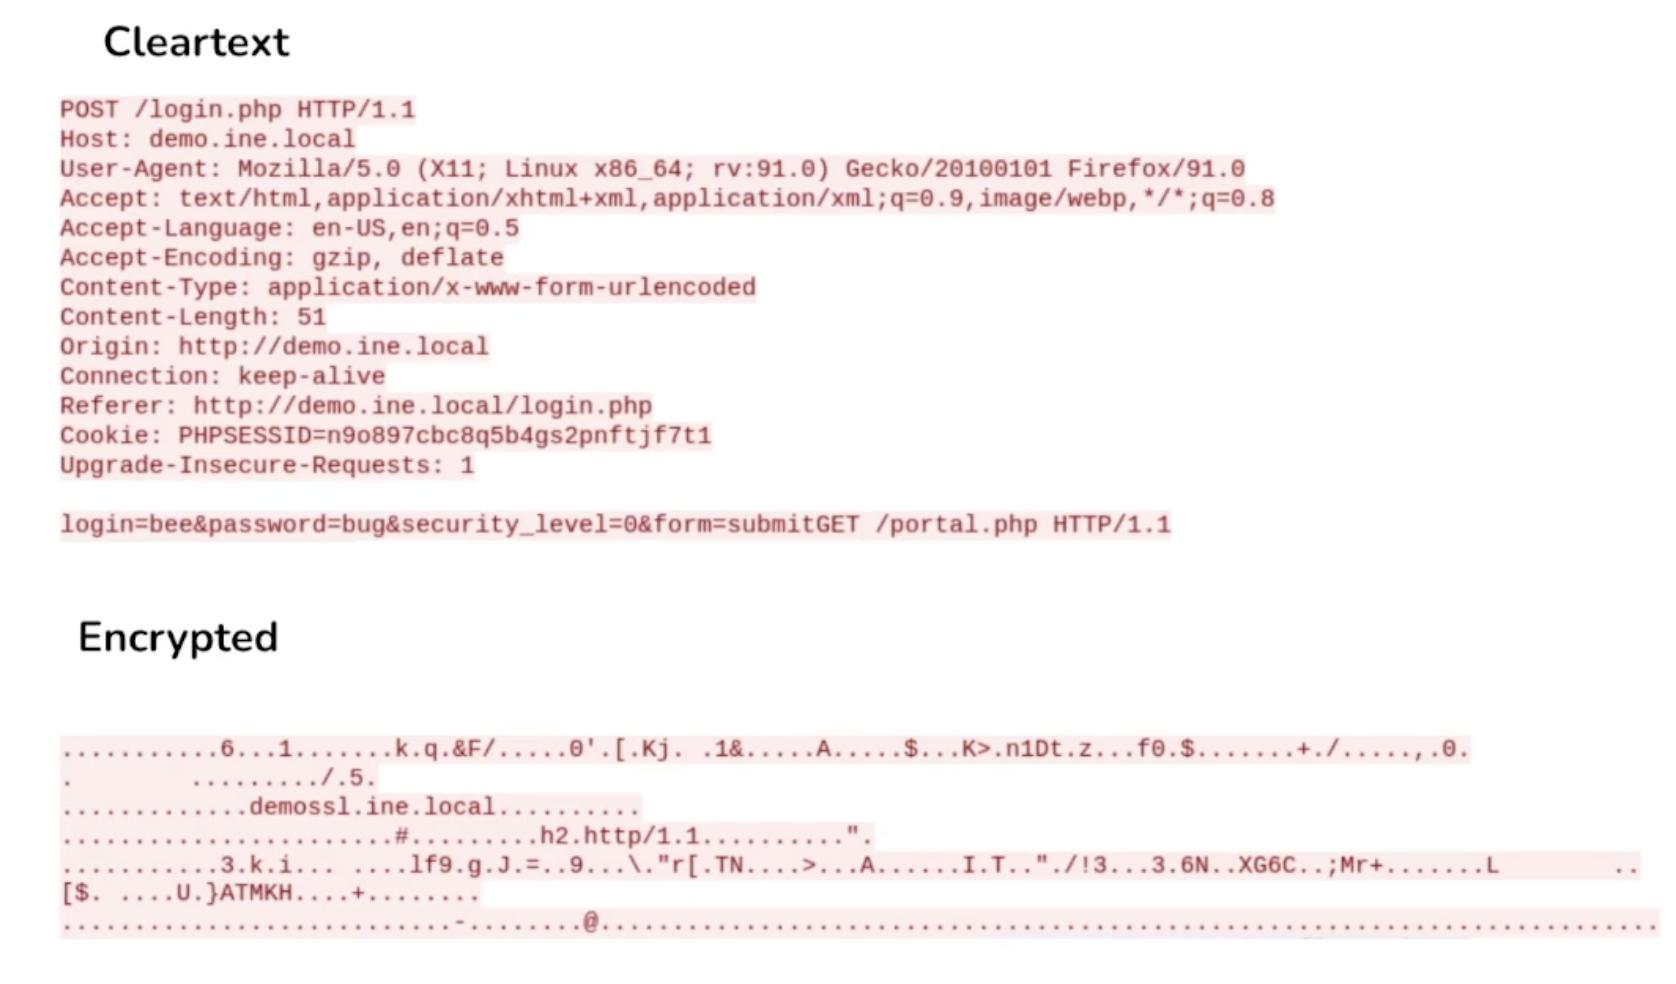 Cleartext
POST /login.php HTTP/1.1
Host: demo.ine.local
User-Agent: Mozilla/5.0 (X11; Linux x86_64; rv:91.0) Gecko/20100101 Firefox/91.0
Accept: text/html,application/xhtml+xml,application/xml;q=0.9,image/webp,*/*;q=0.8
Accept-Language: en-US,en;q=0.5
Accept-Encoding: gzip, deflate
Content-Type: application/x-www-form-urlencoded
Content-Length: 51
Origin: http://demo.ine.local
Connection: keep-alive
Referer: http://demo.ine.local/login.php
Cookie: PHPSESSID=n9o897cbc8q5b4gs2pnftjf7t1
Upgrade-Insecure-Requests: 1
login=bee&password=bug&security_level=0&form=submitGET /portal.php HTTP/1.1
Encrypted
...........6...1.......k.q.&F/.....0'.[.Kj. .1&.....A.....$...K>.n1Dt.z...f0.$.......+./.....,.0.
. ........./.5.
.............demossl.ine.local..........
.......................#.........h2.http/1.1..........".
...........3.k.i... ....lf9.g.J.=..9...\."r[.TN....>...A......I.T.."./!3...3.6N..XG6C..;Mr+.......L ..
[$. ....U.}ATMKH....+........
...........................-........@.........................................................................